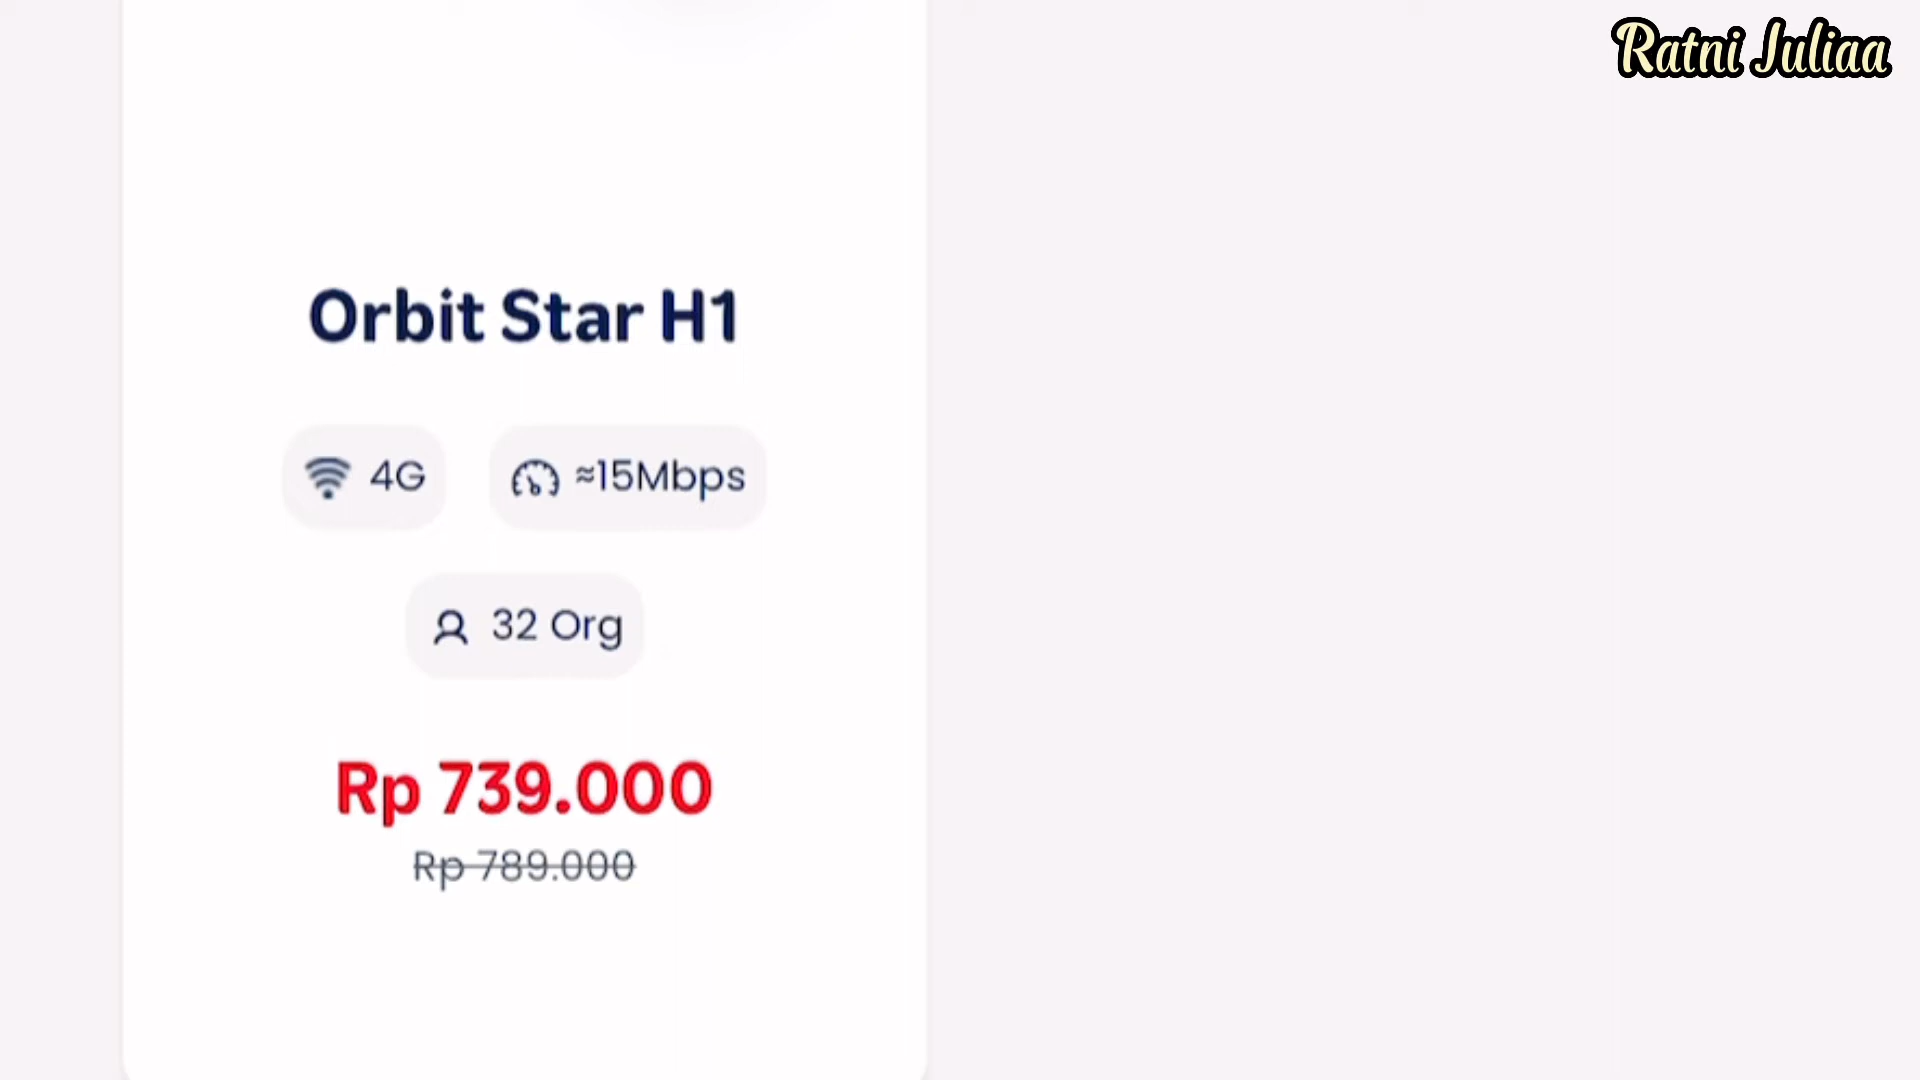 Ratni Juliaa
Orbit Star H1
4G
≈15Mbps
32 Org
Rp 739.000
Rp 789.000